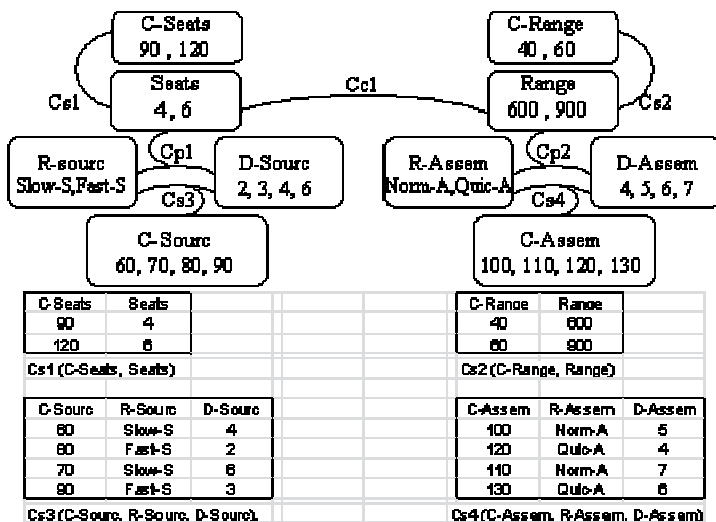 C-Seats
90 , 120
C-Range
40 , 60
Seats
4 , 6
Range
600 , 900
Cs1
Cc1
Cs2
R-sourc
Slow-S,Fast-S
Cp1
D-Sourc
2, 3, 4, 6
R-Assem
Norm-A,Quic-A
Cp2
D-Assem
4, 5, 6, 7
Cs3
Cs4
C-Sourc
60, 70, 80, 90
C-Assem
100, 110, 120, 130
C-Seats Seats
90 4
120 6
Cs1 (C-Seats, Seats)
C-Range Range
40 600
60 900
Cs2 (C-Range, Range)
C-Sourc R-Sourc D-Sourc
60 Slow-S 4
80 Fast-S 2
70 Slow-S 6
90 Fast-S 3
Cs3 (C-Sourc, R-Sourc, D-Sourc).
C-Assem R-Assem D-Assem
100 Norm-A 5
120 Quic-A 4
110 Norm-A 7
130 Quic-A 6
Cs4 (C-Assem, R-Assem, D-Assem)